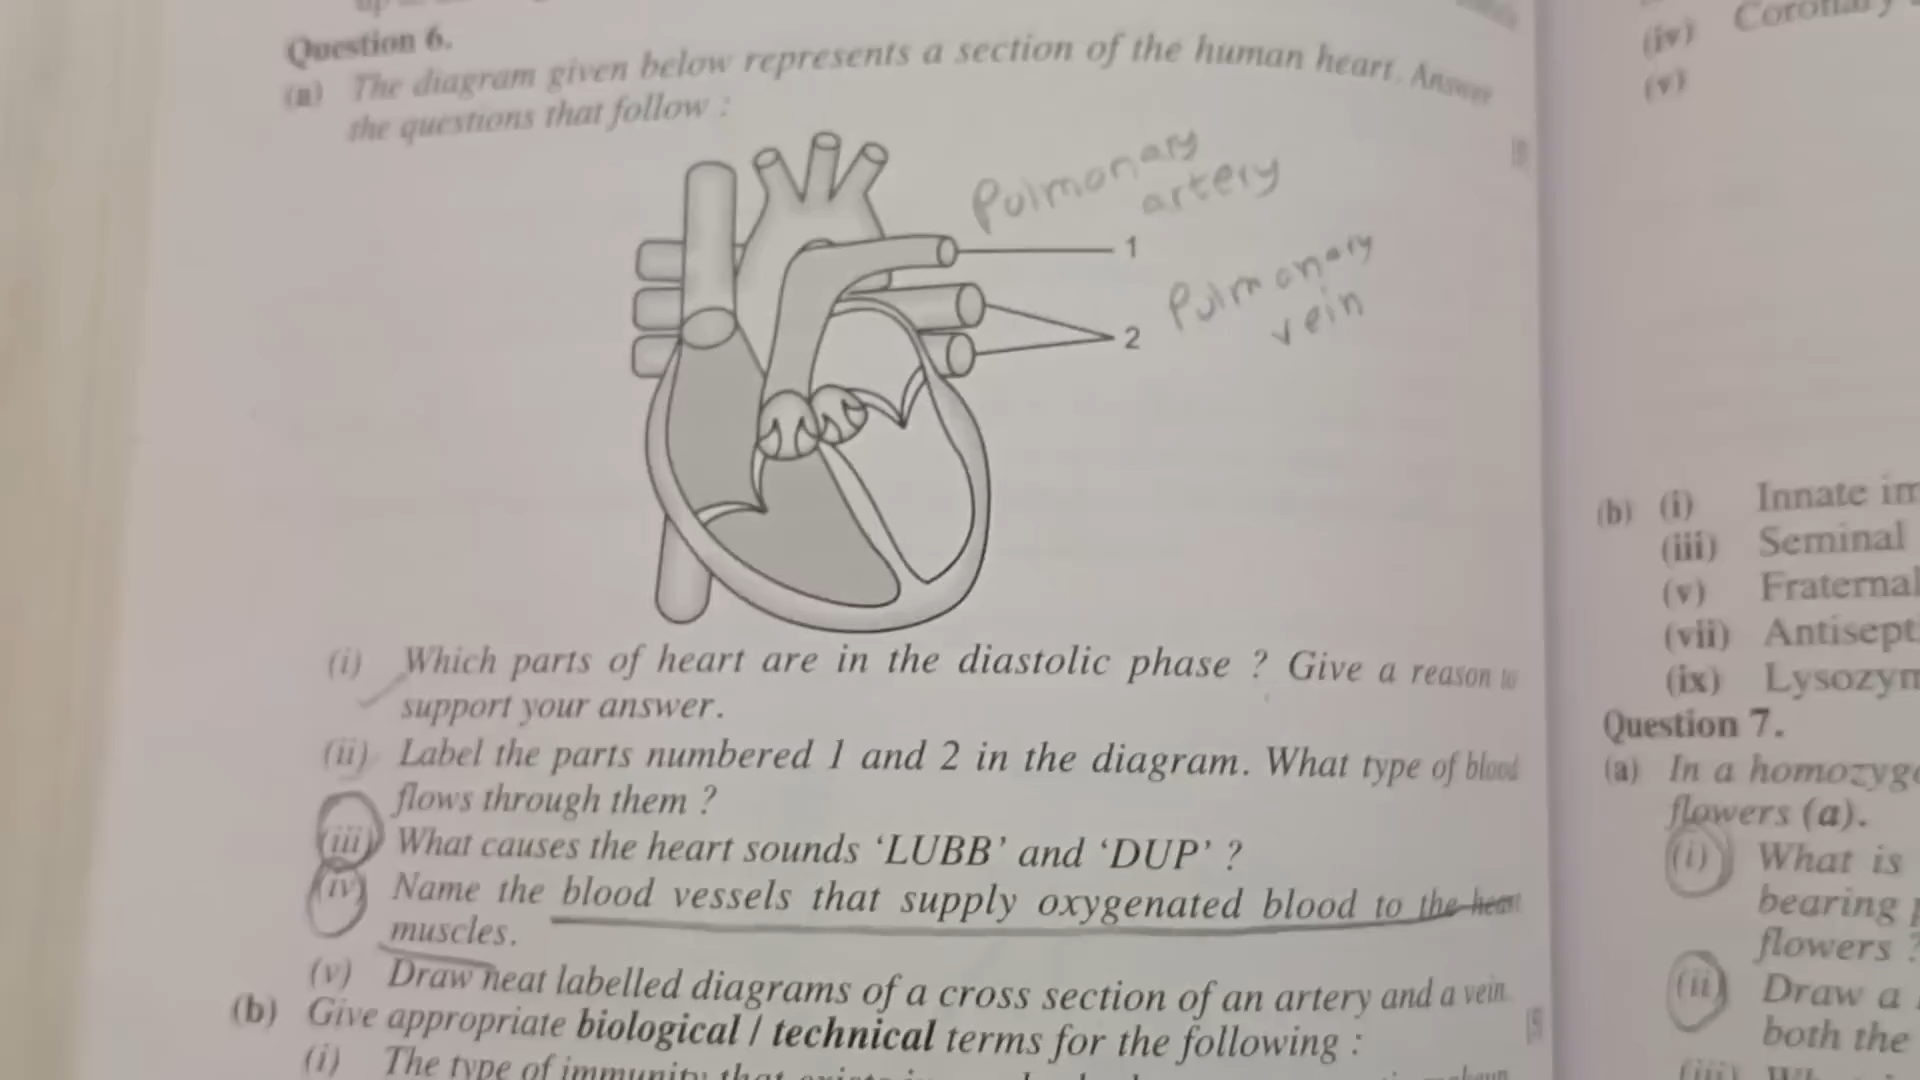 Question 6.
(a) The diagram given below represents a section of the human heart. Answer
the questions that follow :
Pulmonary
artery
1
Pulmonary
vein
2
(i) Which parts of heart are in the diastolic phase ? Give a reason to
support your answer.
(ii) Label the parts numbered 1 and 2 in the diagram. What type of blood
flows through them ?
(iii) What causes the heart sounds ‘LUBB’ and ‘DUP’ ?
(iv) Name the blood vessels that supply oxygenated blood to the heart
muscles.
(v) Draw neat labelled diagrams of a cross section of an artery and a vein.
(b) Give appropriate biological / technical terms for the following : [5]
(i) The type of immunity that
(iv) Coronary
(v)
(b) (i) Innate im
(iii) Seminal
(v) Fraternal
(vii) Antisept
(ix) Lysozym
Question 7.
(a) In a homozyg
flowers (a).
(i) What is
bearing
flowers ?
(ii) Draw a
both the
(iii)